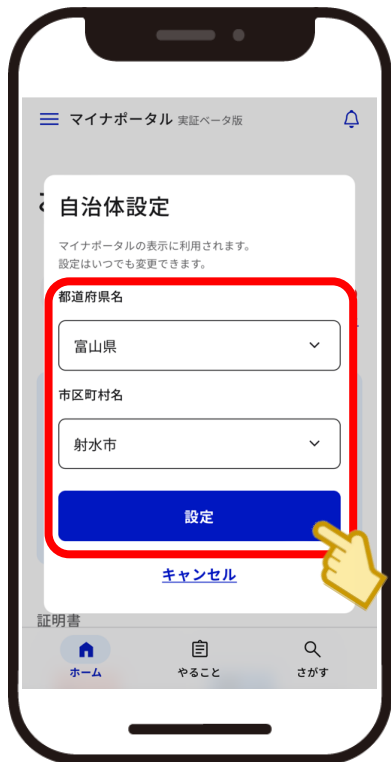 マイナポータル 実証ベータ版
自治体設定
マイナポータルの表示に利用されます。
設定はいつでも変更できます。
都道府県名
富山県
市区町村名
射水市
設定
キャンセル
証明書
ホーム
やること
さがす